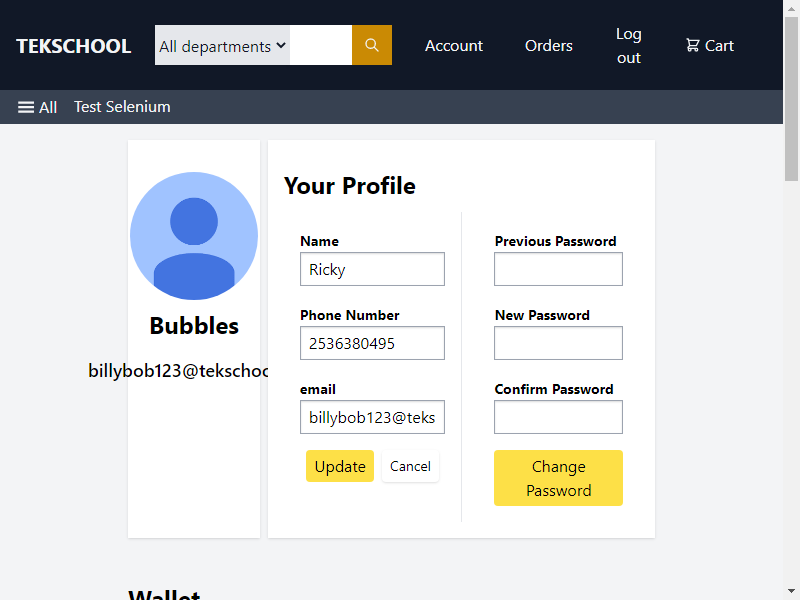 TEKSCHOOL All departments Account Orders Log out Cart
All Test Selenium
Bubbles
billybob123@tekschoo
Your Profile
Name
Ricky
Phone Number
2536380495
email
billybob123@teks
Update Cancel
Previous Password
New Password
Confirm Password
Change
Password
Wallet